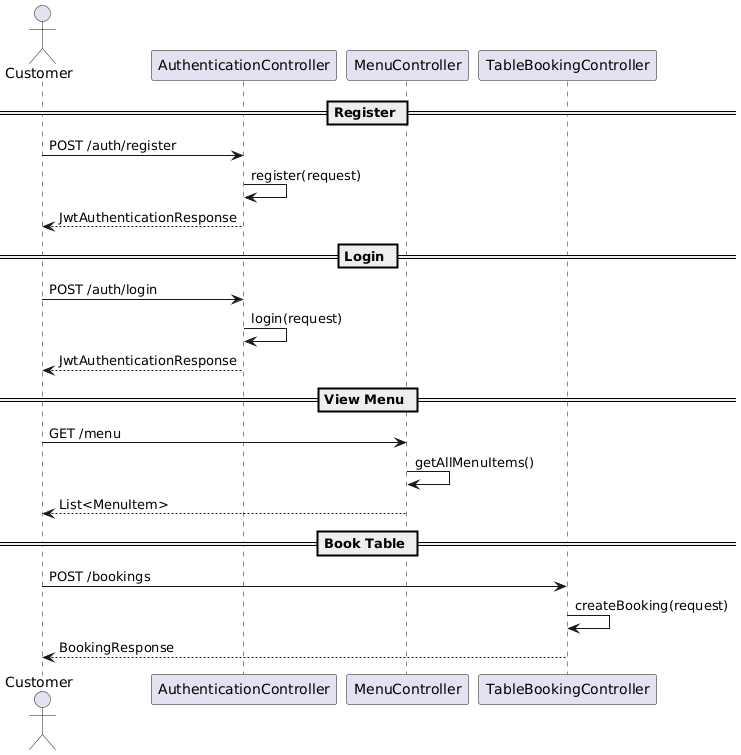 Customer
AuthenticationController
MenuController
TableBookingController
Register
POST /auth/register
register(request)
JwtAuthenticationResponse
Login
POST /auth/login
login(request)
JwtAuthenticationResponse
View Menu
GET /menu
getAllMenuItems()
List<MenuItem>
Book Table
POST /bookings
createBooking(request)
BookingResponse
Customer
AuthenticationController
MenuController
TableBookingController